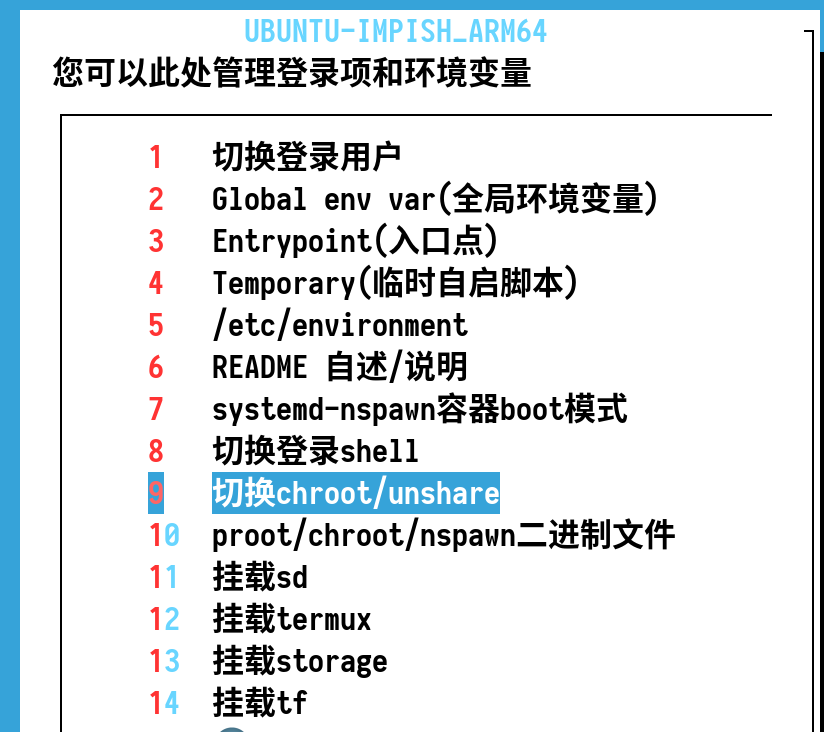 UBUNTU-IMPISH_ARM64
您可以此处管理登录项和环境变量
1 切换登录用户
2 Global env var(全局环境变量)
3 Entrypoint(入口点)
4 Temporary(临时自启脚本)
5 /etc/environment
6 README 自述/说明
7 systemd-nspawn容器boot模式
8 切换登录shell
9 切换chroot/unshare
10 proot/chroot/nspawn二进制文件
11 挂载sd
12 挂载termux
13 挂载storage
14 挂载tf